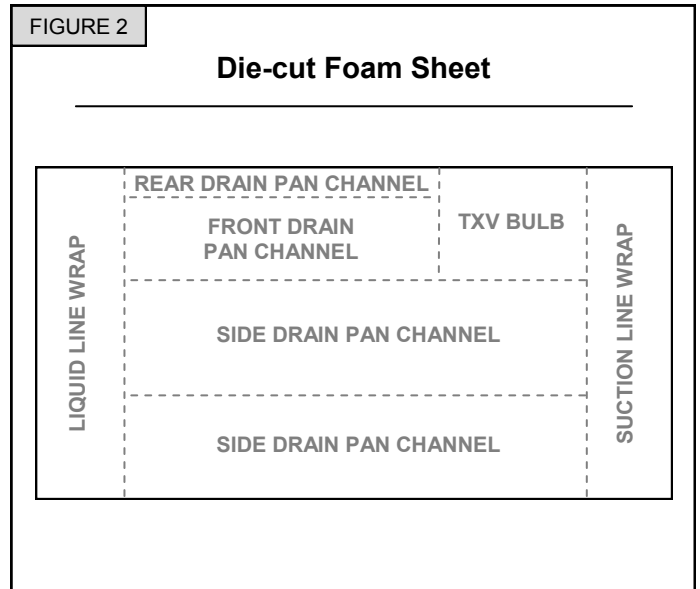 FIGURE 2
Die-cut Foam Sheet
LIQUID LINE WRAP
REAR DRAIN PAN CHANNEL
FRONT DRAIN
PAN CHANNEL
TXV BULB
SIDE DRAIN PAN CHANNEL
SIDE DRAIN PAN CHANNEL
SUCTION LINE WRAP